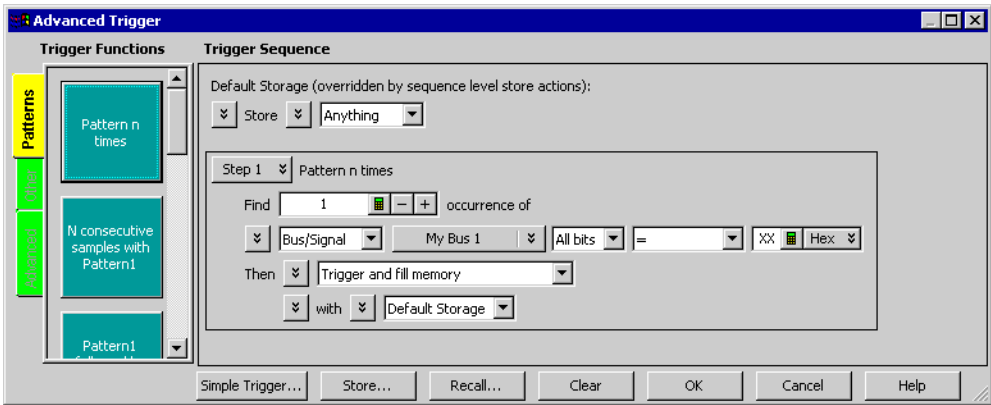 Advanced Trigger
Trigger Functions
Trigger Sequence
Patterns
Other
Advanced
Pattern n
times
N consecutive
samples with
Pattern1
Pattern1
Default Storage (overridden by sequence level store actions):
Store Anything
Step 1 Pattern n times
Find 1 − + occurrence of
Bus/Signal My Bus 1 All bits = XX Hex
Then Trigger and fill memory
with Default Storage
Simple Trigger... Store... Recall... Clear OK Cancel Help